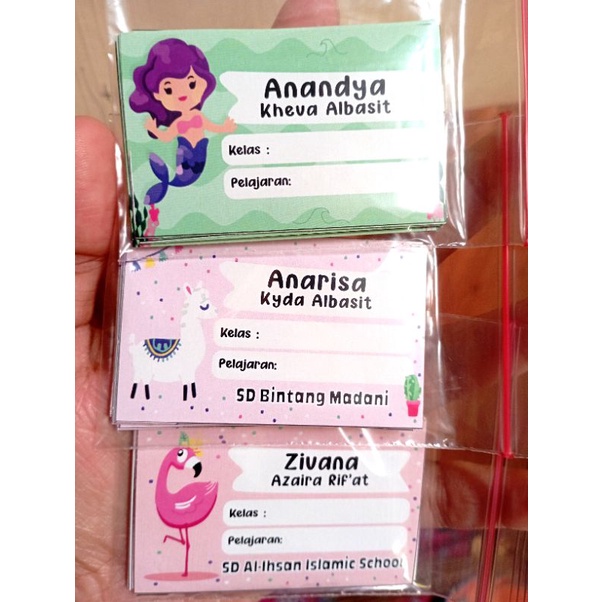 Anandya
Kheva Albasit
Kelas :
Pelajaran:
Anarisa
Kyda Albasit
Kelas :
Pelajaran:
SD Bintang Madani
Zivana
Azaira Rif'at
Kelas :
Pelajaran:
SD Al-Ihsan Islamic School